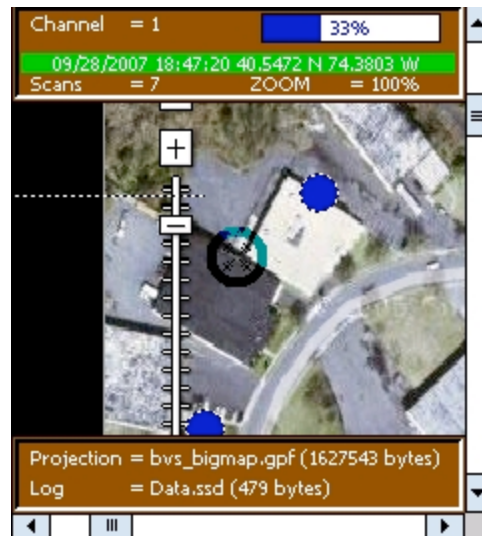 Channel = 1 33%
09/28/2007 18:47:20 40.5472 N 74.3803 W
Scans = 7 ZOOM = 100%
Projection = bvs_bigmap.gpf (1627543 bytes)
Log = Data.ssd (479 bytes)